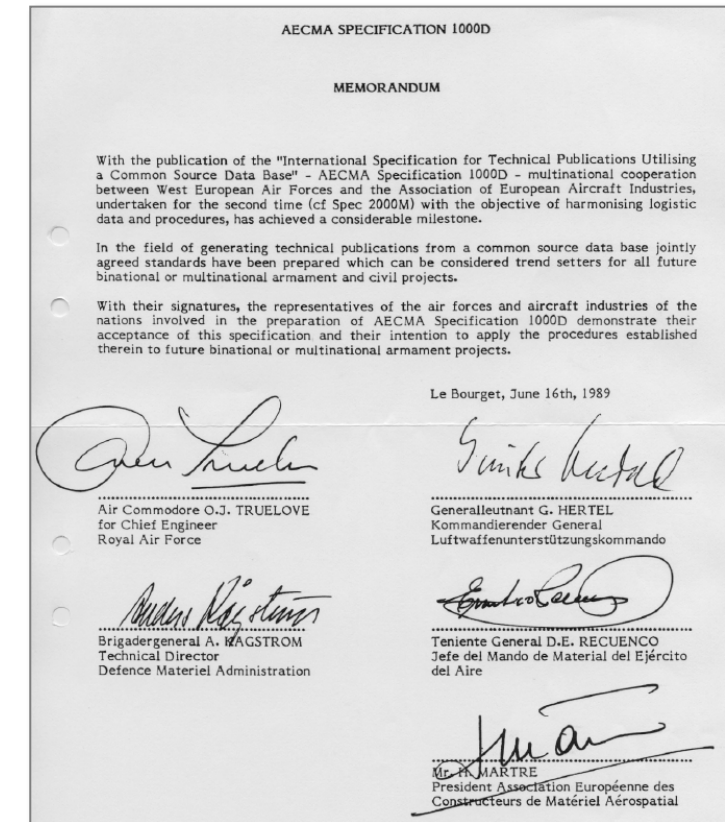 AECMA SPECIFICATION 1000D
MEMORANDUM
With the publication of the "International Specification for Technical Publications Utilising
a Common Source Data Base" - AECMA Specification 1000D - multinational cooperation
between West European Air Forces and the Association of European Aircraft Industries,
undertaken for the second time (cf Spec 2000M) with the objective of harmonising logistic
data and procedures, has achieved a considerable milestone.
In the field of generating technical publications from a common source data base jointly
agreed standards have been prepared which can be considered trend setters for all future
binational or multinational armament and civil projects.
With their signatures, the representatives of the air forces and aircraft industries of the
nations involved in the preparation of AECMA Specification 1000D demonstrate their
acceptance of this specification and their intention to apply the procedures established
therein to future binational or multinational armament projects.
Le Bourget, June 16th, 1989
Air Commodore O.J. TRUELOVE
for Chief Engineer
Royal Air Force
Generalleutnant G. HERTEL
Kommandierender General
Luftwaffenunterstützungskommando
Brigadergeneral A. HAGSTROM
Technical Director
Defence Materiel Administration
Teniente General D.E. RECUENCO
Jefe del Mando de Material del Ejército
del Aire
Mr. H. MARTRE
President Association Européenne des
Constructeurs de Matériel Aérospatial